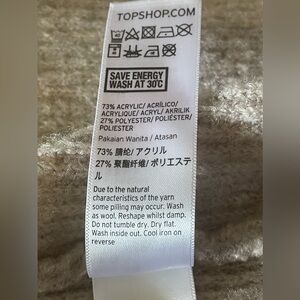 TOPSHOP.COM
SAVE ENERGY
WASH AT 30°C
73% ACRYLIC/ ACRÍLICO/
ACRYLIQUE/ ACRYL/ AKRILIK
27% POLYESTER/ POLIÉSTER/
POLIESTER
Pakaian Wanita / Atasan
73% 腈纶/ アクリル
27% 聚酯纤维/ ポリエステ
ル
Due to the natural
characteristics of the yarn
some pilling may occur. Wash
as wool. Reshape whilst damp.
Do not tumble dry. Dry flat.
Wash inside out. Cool iron on
reverse